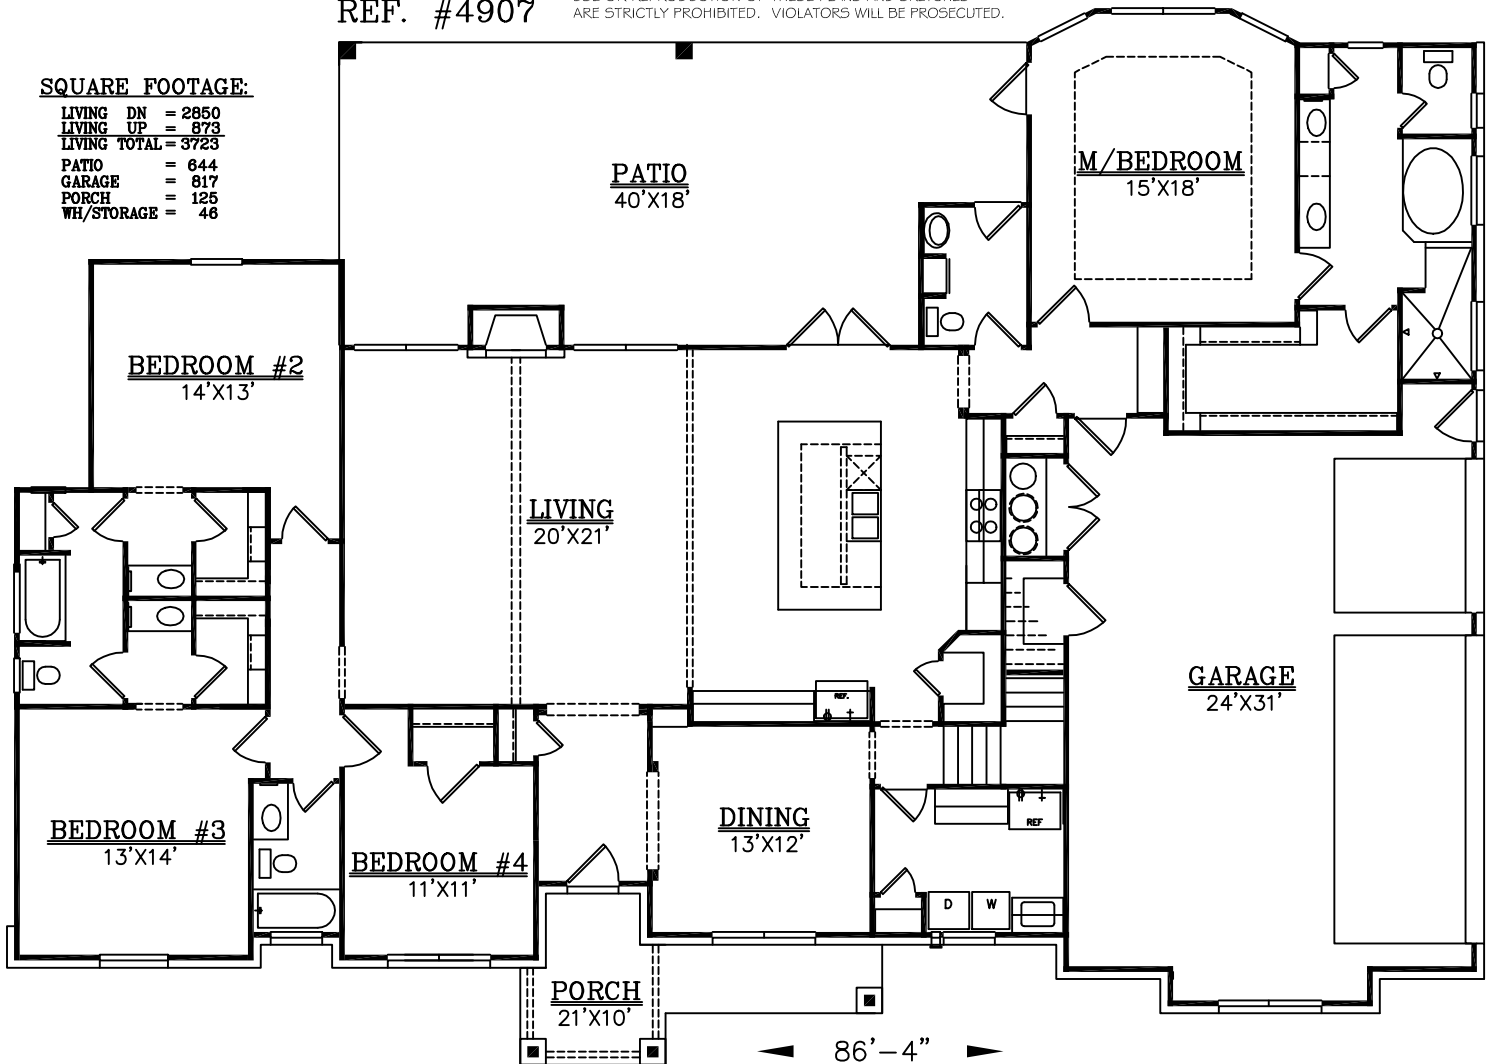 REF. #4907
ARE STRICTLY PROHIBITED. VIOLATORS WILL BE PROSECUTED.
SQUARE FOOTAGE:
LIVING DN = 2850
LIVING UP = 873
LIVING TOTAL = 3723
PATIO = 644
GARAGE = 817
PORCH = 125
WH/STORAGE = 46
PATIO
40'X18'
M/BEDROOM
15'X18'
BEDROOM #2
14'X13'
LIVING
20'X21'
GARAGE
24'X31'
REF.
DINING
13'X12'
REF
BEDROOM #3
13'X14'
BEDROOM #4
11'X11'
D
W
PORCH
21'X10'
86'-4"